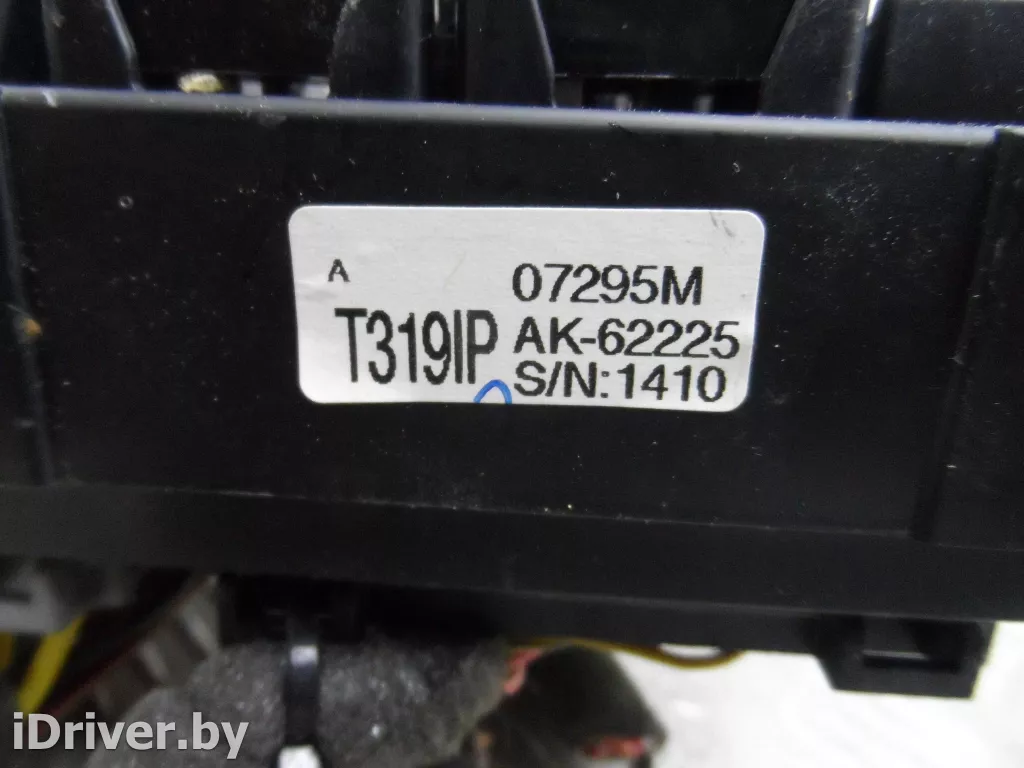 A
07295M
T319IP AK-62225
S/N:1410
iDriver.by